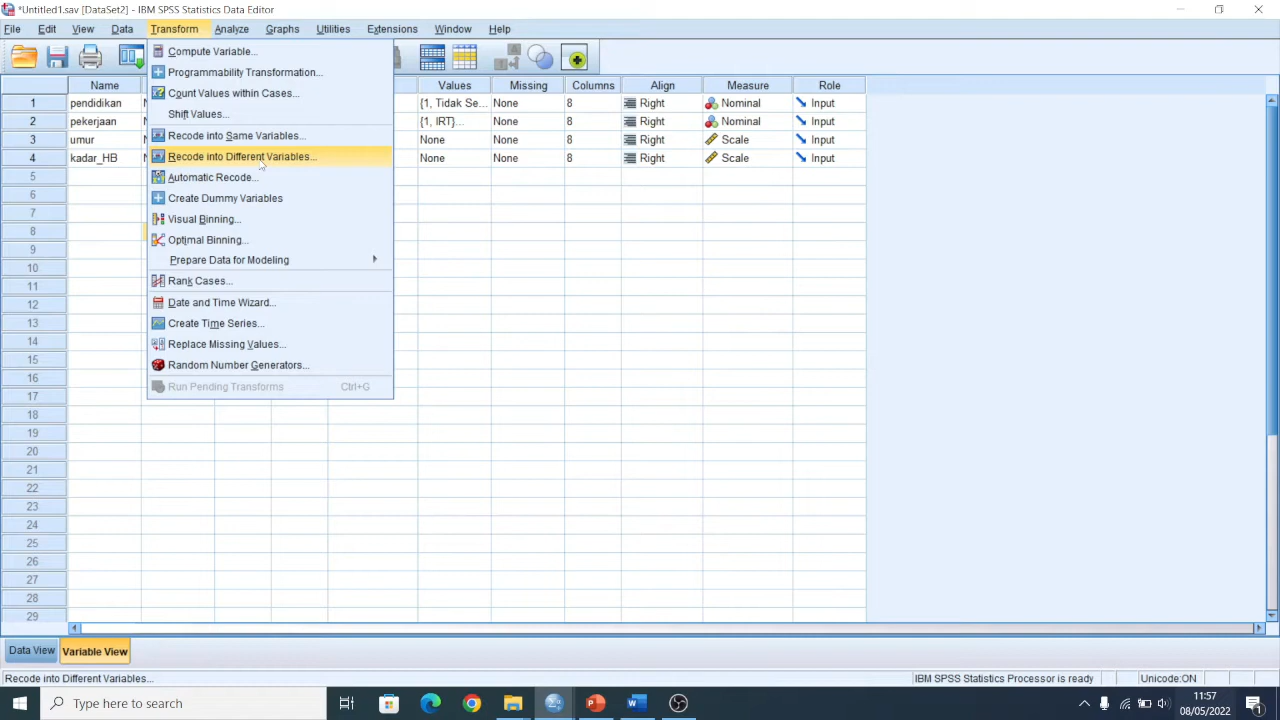 *Untitled1.sav [DataSet2] - IBM SPSS Statistics Data Editor
File Edit View Data Transform Analyze Graphs Utilities Extensions Window Help
Compute Variable...
Programmability Transformation...
Count Values within Cases...
Shift Values...
Recode into Same Variables...
Recode into Different Variables...
Automatic Recode...
Create Dummy Variables
Visual Binning...
Optimal Binning...
Prepare Data for Modeling
Rank Cases...
Date and Time Wizard...
Create Time Series...
Replace Missing Values...
Random Number Generators...
Run Pending Transforms Ctrl+G
Name Values Missing Columns Align Measure Role
1 pendidikan {1, Tidak Se... None 8 Right Nominal Input
2 pekerjaan {1, IRT}... None 8 Right Nominal Input
3 umur None None 8 Right Scale Input
4 kadar_HB None None 8 Right Scale Input
5
6
7
8
9
10
11
12
13
14
15
16
17
18
19
20
21
22
23
24
25
26
27
28
29
Data View Variable View
Recode into Different Variables... IBM SPSS Statistics Processor is ready Unicode:ON
Type here to search
11:57
08/05/2022